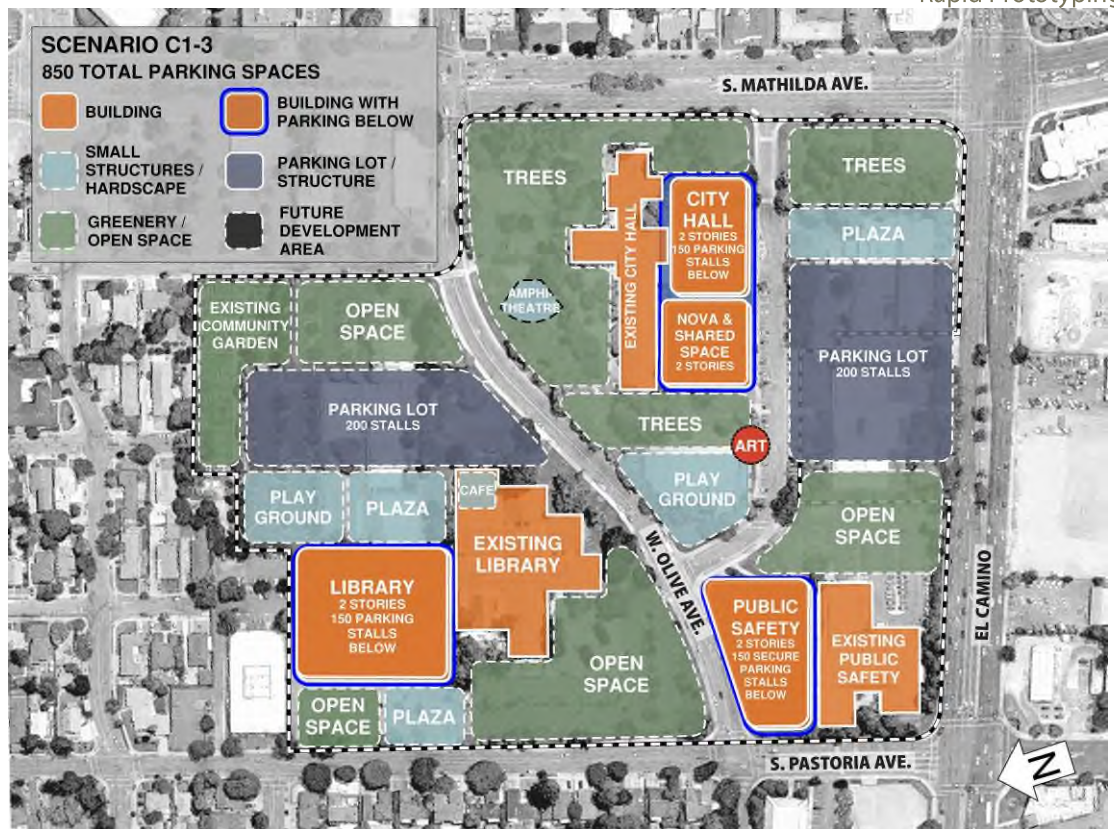 Rapid Prototyping
SCENARIO C1-3
850 TOTAL PARKING SPACES
BUILDING
BUILDING WITH
PARKING BELOW
SMALL
STRUCTURES /
HARDSCAPE
PARKING LOT /
STRUCTURE
GREENERY /
OPEN SPACE
FUTURE
DEVELOPMENT
AREA
S. MATHILDA AVE.
TREES
EXISTING CITY HALL
CITY
HALL
2 STORIES
150 PARKING
STALLS
BELOW
NOVA &
SHARED
SPACE
2 STORIES
TREES
PLAZA
PARKING LOT
200 STALLS
AMPHI-
THEATRE
EXISTING
COMMUNITY
GARDEN
OPEN
SPACE
PARKING LOT
200 STALLS
TREES
ART
PLAY
GROUND
PLAY
GROUND
PLAZA
CAFE
EXISTING
LIBRARY
W. OLIVE AVE.
OPEN
SPACE
EL CAMINO
LIBRARY
2 STORIES
150 PARKING
STALLS
BELOW
OPEN
SPACE
PUBLIC
SAFETY
2 STORIES
150 SECURE
PARKING
STALLS
BELOW
EXISTING
PUBLIC
SAFETY
OPEN
SPACE
PLAZA
S. PASTORIA AVE.
N